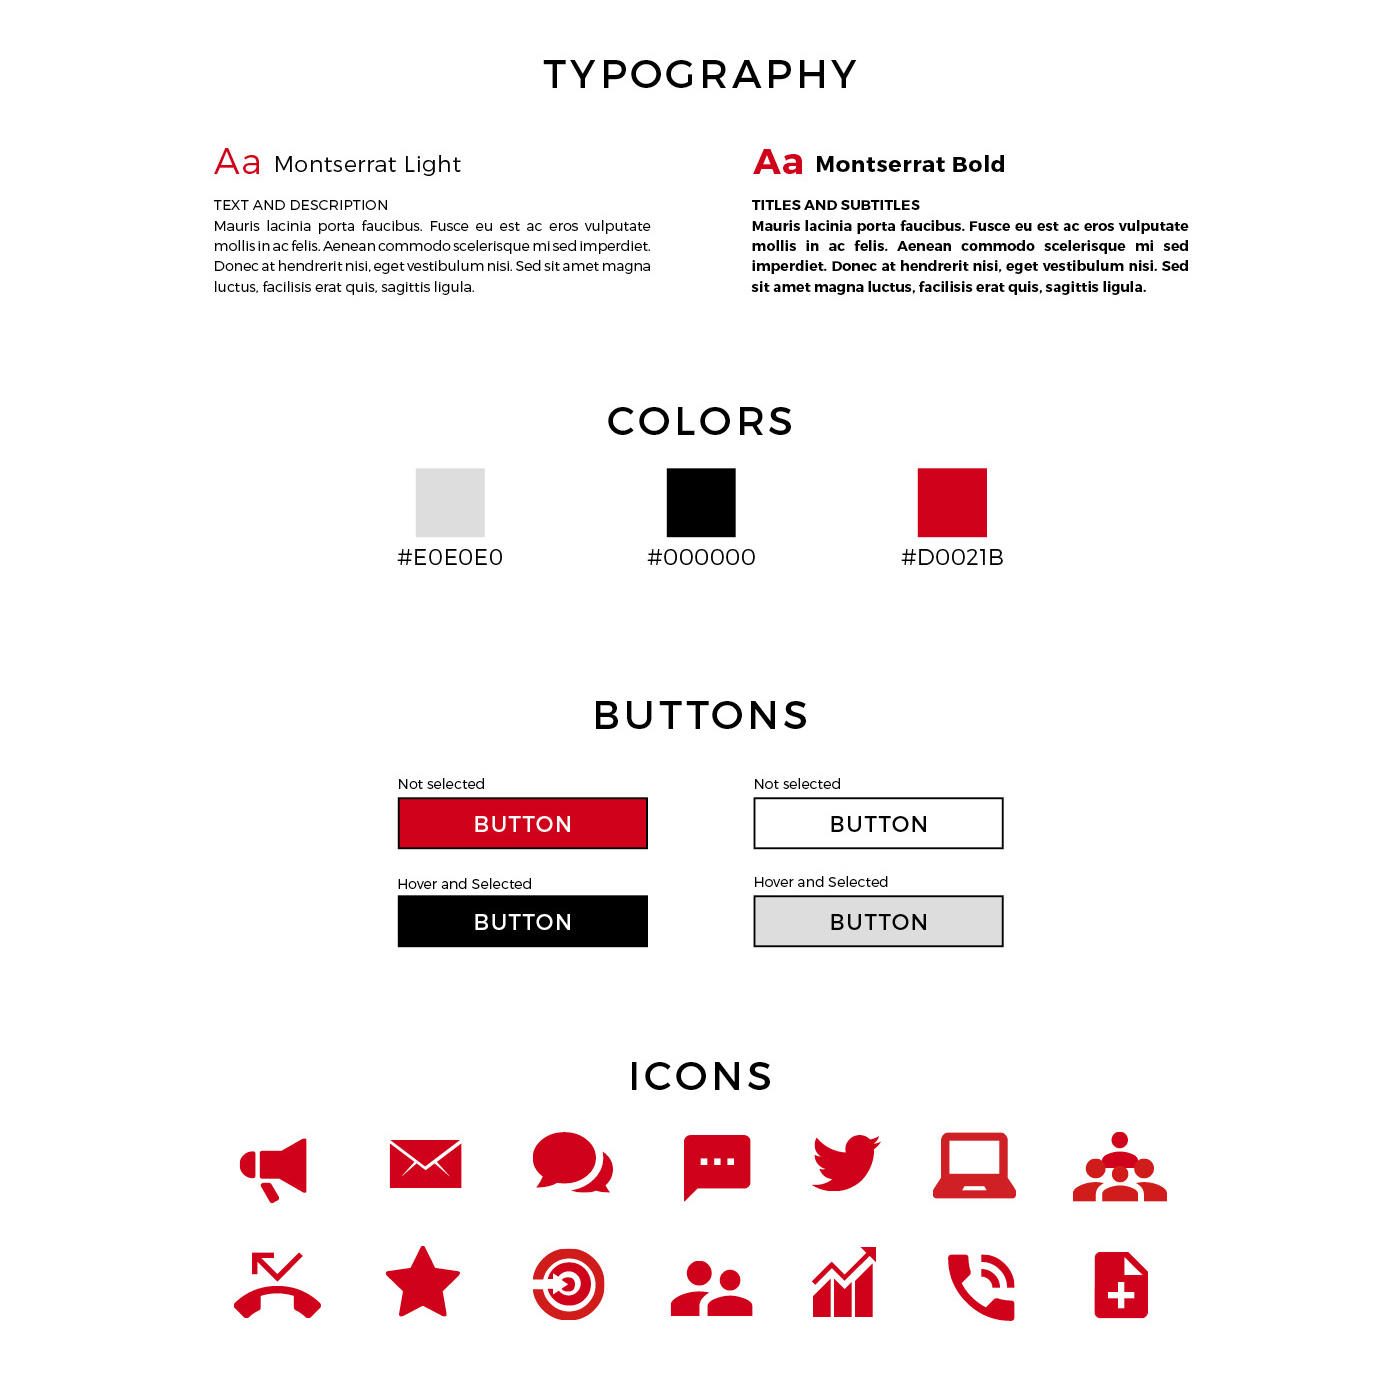 TYPOGRAPHY
Aa Montserrat Light
TEXT AND DESCRIPTION
Mauris lacinia porta faucibus. Fusce eu est ac eros vulputate
mollis in ac felis. Aenean commodo scelerisque mi sed imperdiet.
Donec at hendrerit nisi, eget vestibulum nisi. Sed sit amet magna
luctus, facilisis erat quis, sagittis ligula.
Aa Montserrat Bold
TITLES AND SUBTITLES
Mauris lacinia porta faucibus. Fusce eu est ac eros vulputate
mollis in ac felis. Aenean commodo scelerisque mi sed
imperdiet. Donec at hendrerit nisi, eget vestibulum nisi. Sed
sit amet magna luctus, facilisis erat quis, sagittis ligula.
COLORS
#E0E0E0
#000000
#D0021B
BUTTONS
Not selected
BUTTON
Hover and Selected
BUTTON
Not selected
BUTTON
Hover and Selected
BUTTON
ICONS